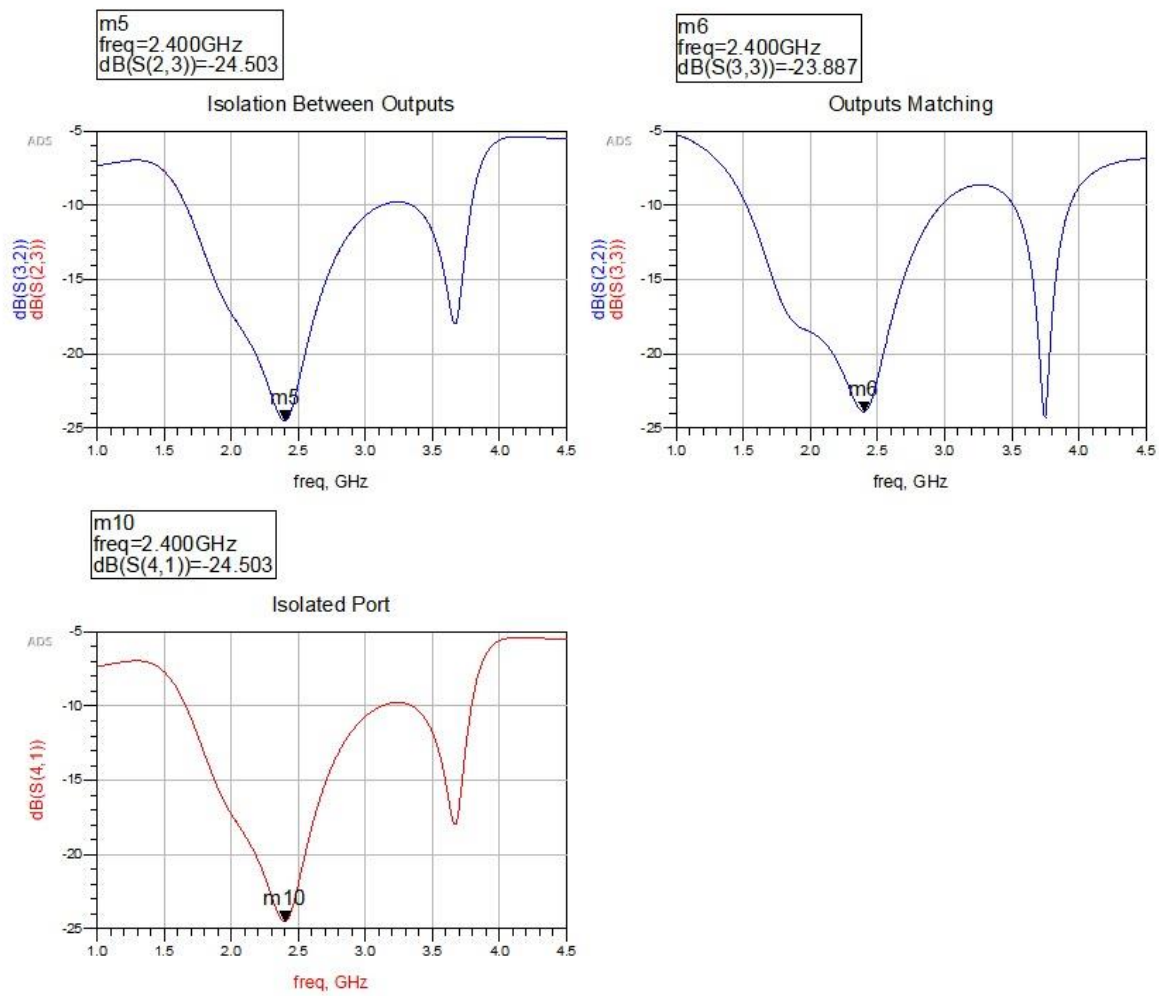 m5
freq=2.400GHz
dB(S(2,3))=-24.503
Isolation Between Outputs
ADS
-5
-10
-15
-20
-25
dB(S(3,2))
dB(S(2,3))
m5
1.0 1.5 2.0 2.5 3.0 3.5 4.0 4.5
freq, GHz
m6
freq=2.400GHz
dB(S(3,3))=-23.887
Outputs Matching
ADS
-5
-10
-15
-20
-25
dB(S(2,2))
dB(S(3,3))
m6
1.0 1.5 2.0 2.5 3.0 3.5 4.0 4.5
freq, GHz
m10
freq=2.400GHz
dB(S(4,1))=-24.503
Isolated Port
ADS
-5
-10
-15
-20
-25
dB(S(4,1))
m10
1.0 1.5 2.0 2.5 3.0 3.5 4.0 4.5
freq, GHz